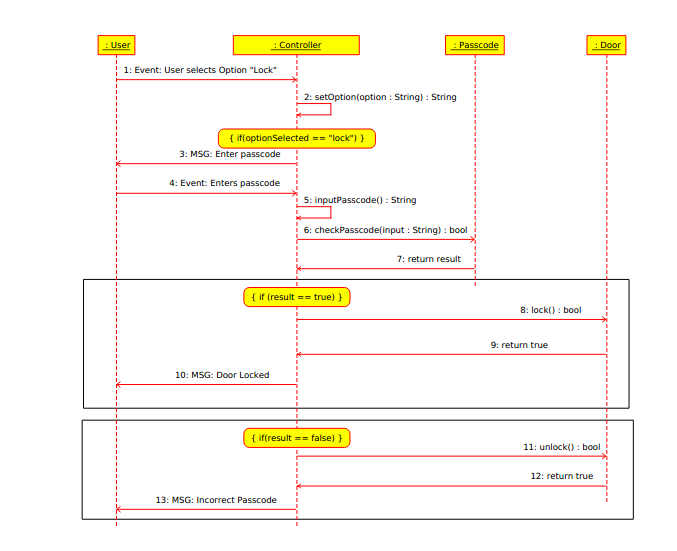 : User
: Controller
: Passcode
: Door
1: Event: User selects Option "Lock"
2: setOption(option : String) : String
{ if(optionSelected == "lock") }
3: MSG: Enter passcode
4: Event: Enters passcode
5: inputPasscode() : String
6: checkPasscode(input : String) : bool
7: return result
{ if (result == true) }
8: lock() : bool
9: return true
10: MSG: Door Locked
{ if(result == false) }
11: unlock() : bool
12: return true
13: MSG: Incorrect Passcode